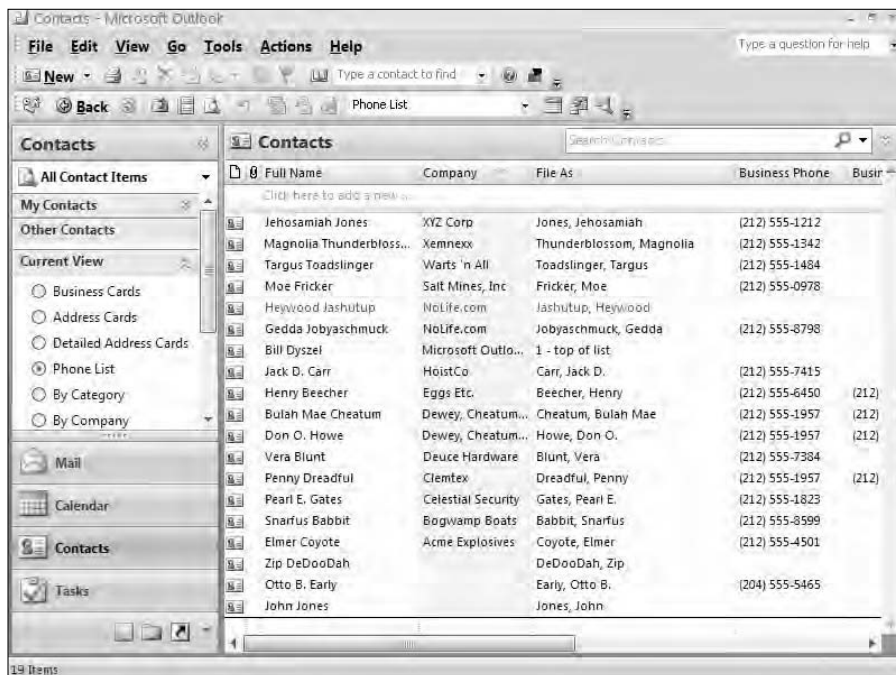 Contacts - Microsoft Outlook
File Edit View Go Tools Actions Help Type a question for help
New Type a contact to find
Back Phone List
Contacts
All Contact Items
My Contacts
Other Contacts
Current View
Business Cards
Address Cards
Detailed Address Cards
Phone List
By Category
By Company
Mail
Calendar
Contacts
Tasks
Contacts Search Contacts
Full Name Company File As Business Phone Busin
Click here to add a new ...
Jehosamiah Jones XYZ Corp Jones, Jehosamiah (212) 555-1212
Magnolia Thunderbloss... Xemnexx Thunderblossom, Magnolia (212) 555-1342
Targus Toadslinger Warts 'n All Toadslinger, Targus (212) 555-1484
Moe Fricker Salt Mines, Inc Fricker, Moe (212) 555-0978
Heywood Jashutup NoLife.com Jashutup, Heywood
Gedda Jobyaschmuck NoLife.com Jobyaschmuck, Gedda (212) 555-8798
Bill Dyszel Microsoft Outlo... 1 - top of list
Jack D. Carr HoistCo Carr, Jack D. (212) 555-7415
Henry Beecher Eggs Etc. Beecher, Henry (212) 555-6450 (212)
Bulah Mae Cheatum Dewey, Cheatum... Cheatum, Bulah Mae (212) 555-1957 (212)
Don O. Howe Dewey, Cheatum... Howe, Don O. (212) 555-1957 (212)
Vera Blunt Deuce Hardware Blunt, Vera (212) 555-7384
Penny Dreadful Clemtex Dreadful, Penny (212) 555-1957 (212)
Pearl E. Gates Celestial Security Gates, Pearl E. (212) 555-1823
Snarfus Babbit Bogwamp Boats Babbit, Snarfus (212) 555-8599
Elmer Coyote Acme Explosives Coyote, Elmer (212) 555-4501
Zip DeDooDah DeDooDah, Zip
Otto B. Early Early, Otto B. (204) 555-5465
John Jones Jones, John
19 Items